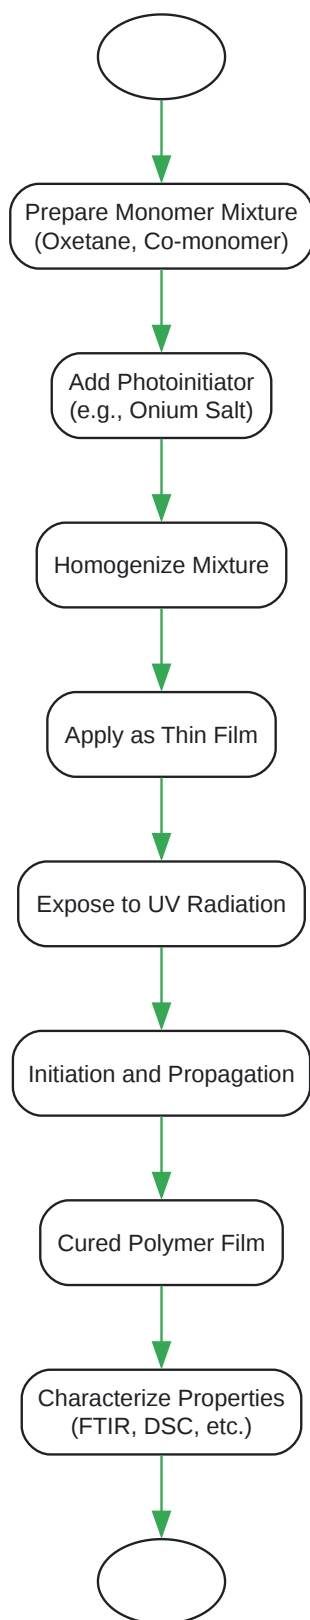 Prepare Monomer Mixture
(Oxetane, Co-monomer)
Add Photoinitiator
(e.g., Onium Salt)
Homogenize Mixture
Apply as Thin Film
Expose to UV Radiation
Initiation and Propagation
Cured Polymer Film
Characterize Properties
(FTIR, DSC, etc.)